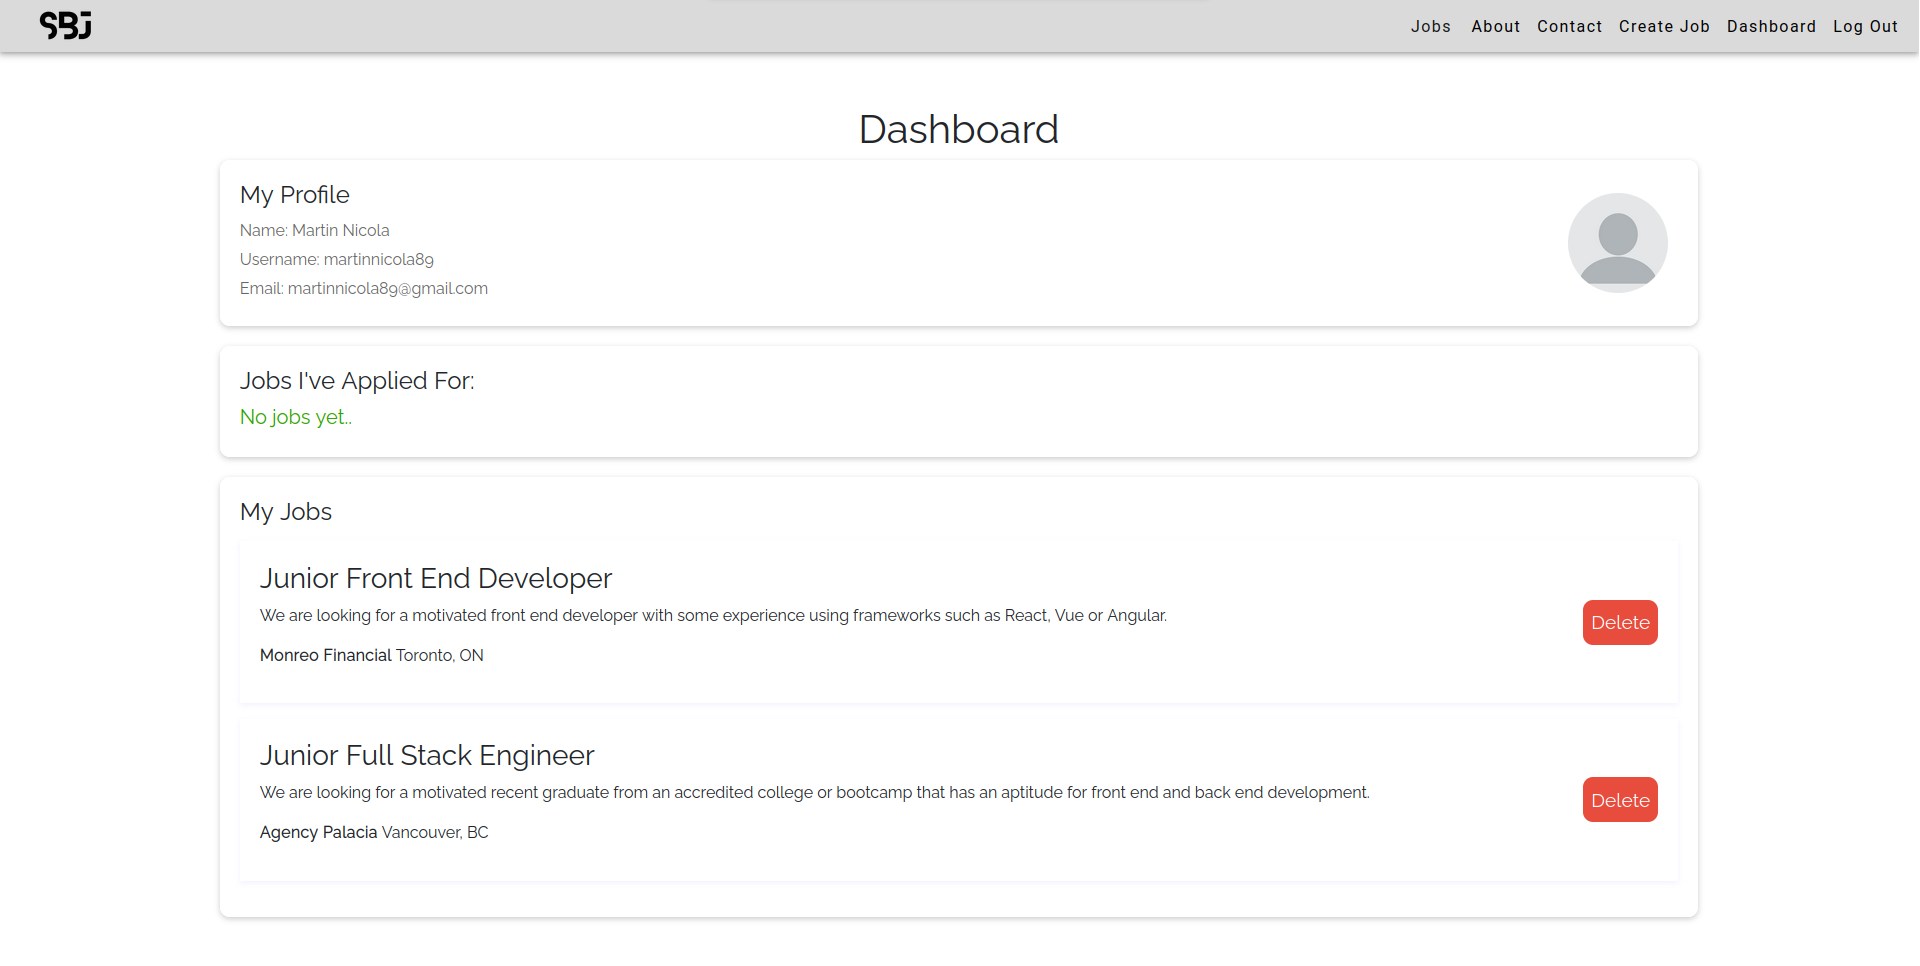 SBJ
Jobs About Contact Create Job Dashboard Log Out
Dashboard
My Profile
Name: Martin Nicola
Username: martinnicola89
Email: martinnicola89@gmail.com
Jobs I've Applied For:
No jobs yet..
My Jobs
Junior Front End Developer
We are looking for a motivated front end developer with some experience using frameworks such as React, Vue or Angular.
Delete
Monreo Financial Toronto, ON
Junior Full Stack Engineer
We are looking for a motivated recent graduate from an accredited college or bootcamp that has an aptitude for front end and back end development.
Delete
Agency Palacia Vancouver, BC